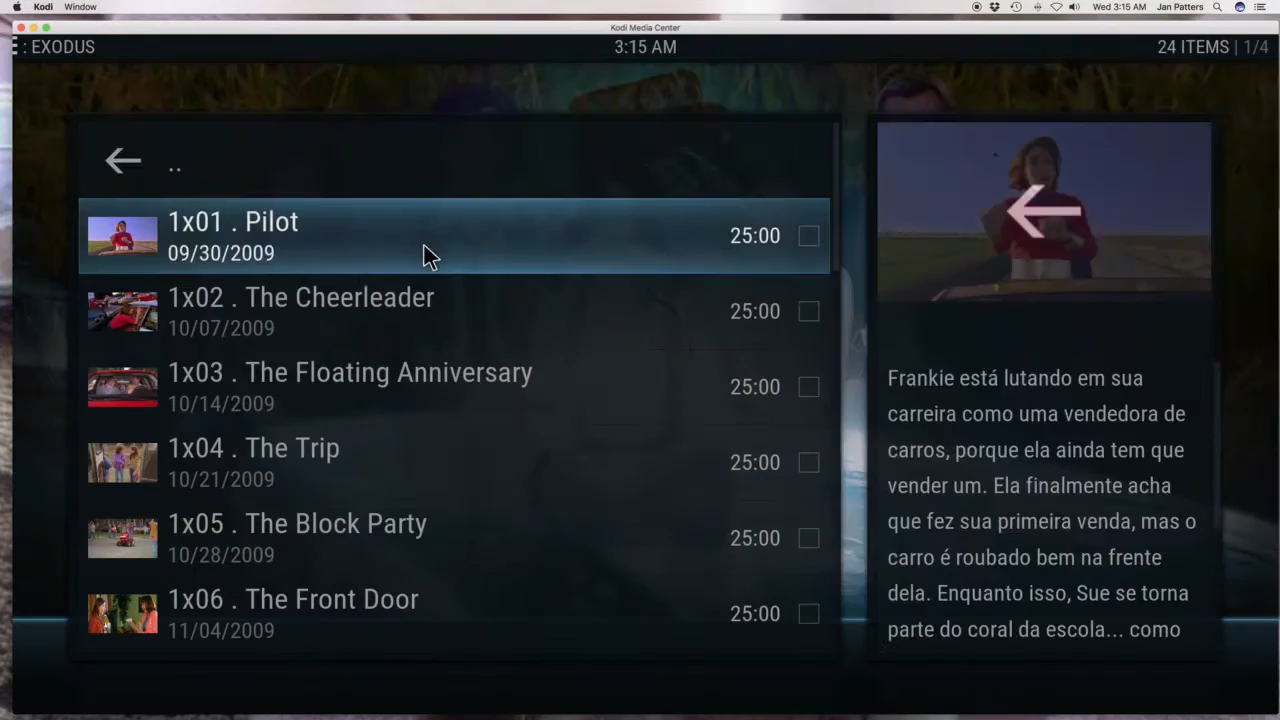 Kodi Window Wed 3:15 AM Jan Patters
Kodi Media Center
: EXODUS 3:15 AM 24 ITEMS | 1/4
..
1x01 . Pilot
09/30/2009
25:00
1x02 . The Cheerleader
10/07/2009
25:00
1x03 . The Floating Anniversary
10/14/2009
25:00
1x04 . The Trip
10/21/2009
25:00
1x05 . The Block Party
10/28/2009
25:00
1x06 . The Front Door
11/04/2009
25:00
Frankie está lutando em sua
carreira como uma vendedora de
carros, porque ela ainda tem que
vender um. Ela finalmente acha
que fez sua primeira venda, mas o
carro é roubado bem na frente
dela. Enquanto isso, Sue se torna
parte do coral da escola... como